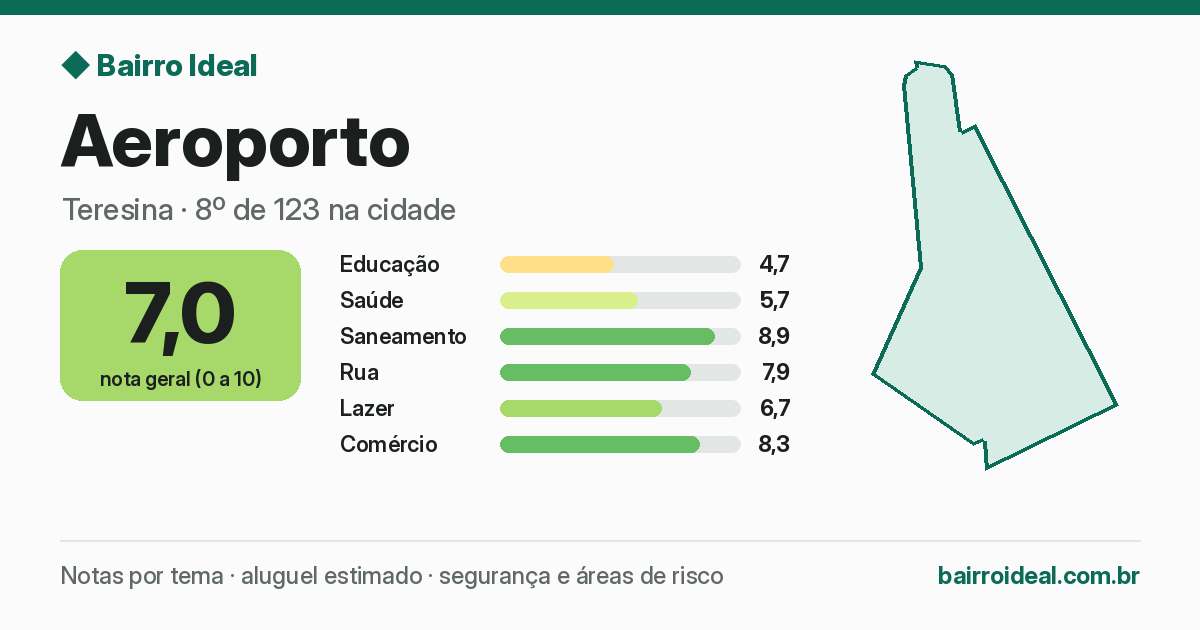 Bairro Ideal
Aeroporto
Teresina · 8º de 123 na cidade
7,0
nota geral (0 a 10)
Educação 4,7
Saúde 5,7
Saneamento 8,9
Rua 7,9
Lazer 6,7
Comércio 8,3
Notas por tema · aluguel estimado · segurança e áreas de risco
bairroideal.com.br